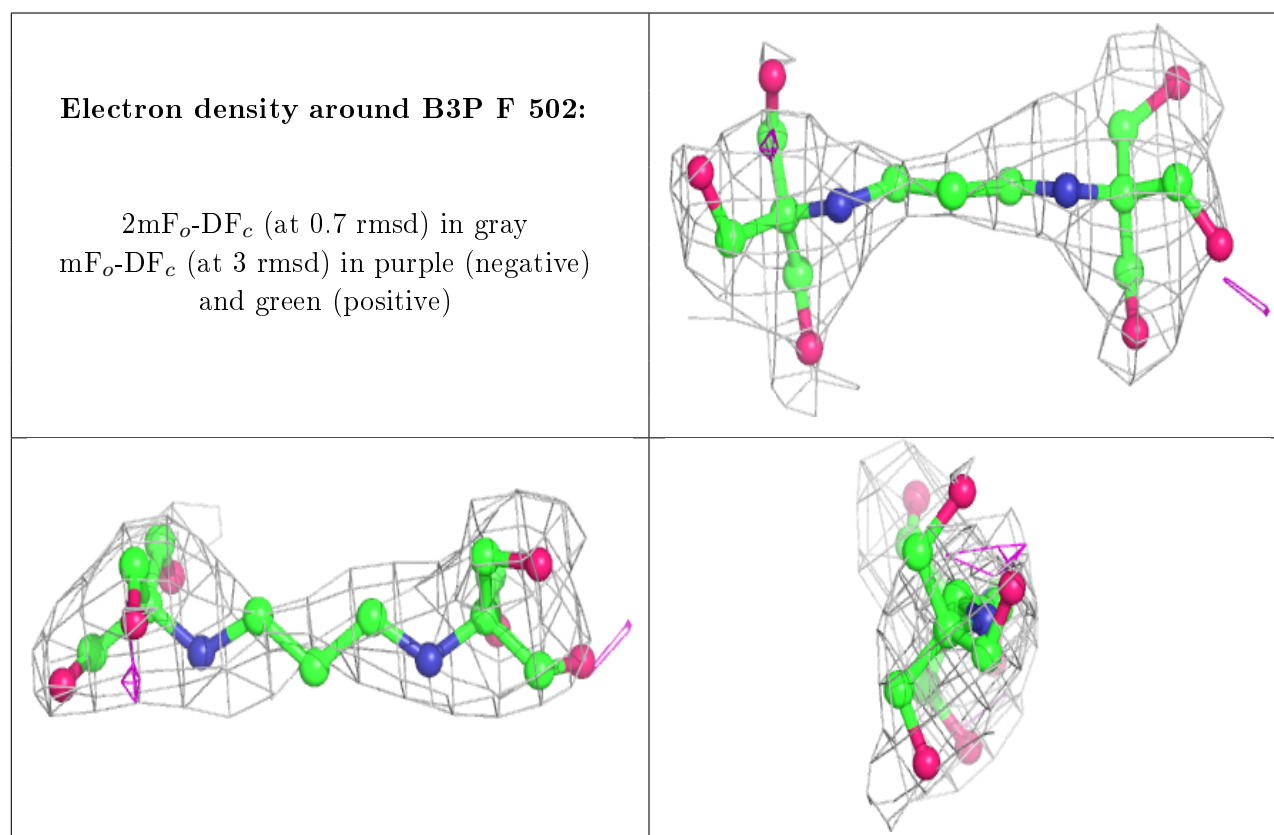 Electron density around B3P F 502:
2mFo-DFc (at 0.7 rmsd) in gray
mFo-DFc (at 3 rmsd) in purple (negative)
and green (positive)